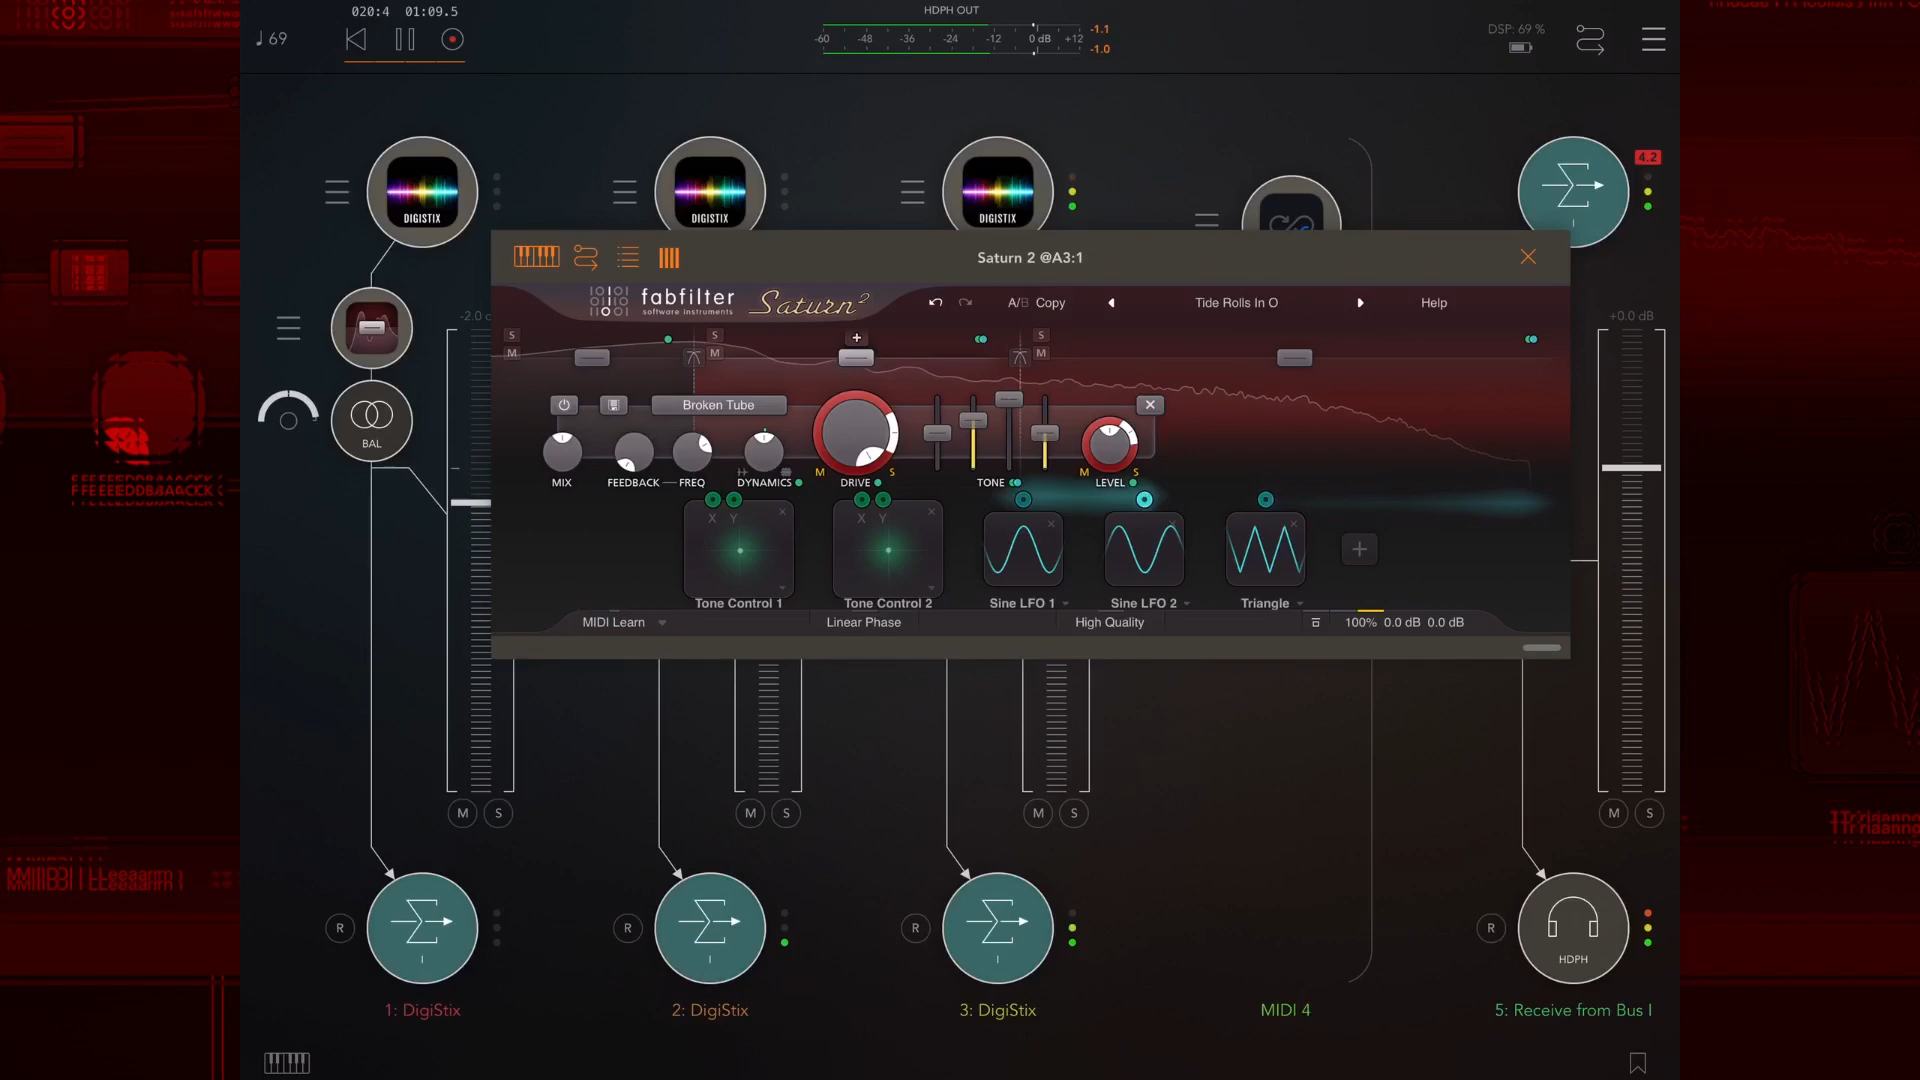 020:4 01:09.5
♩ 69
HDPH OUT
-60 -48 -36 -24 -12 0 dB +12
-1.1
-1.0
DSP: 69 %
DIGISTIX
DIGISTIX
DIGISTIX
4.2
I
Saturn 2 @A3:1
fabfilter
software instruments
Saturn 2
A/B Copy
Tide Rolls In O
Help
-2.0
+0.0 dB
S
M
S
M
S
M
Broken Tube
MIX
FEEDBACK
FREQ
DYNAMICS
M
DRIVE
S
TONE
M
LEVEL
S
BAL
X Y
X Y
Tone Control 1
Tone Control 2
Sine LFO 1
Sine LFO 2
Triangle
MIDI Learn
Linear Phase
High Quality
100% 0.0 dB 0.0 dB
M S
M S
M S
M S
R
I
R
I
R
I
R
HDPH
1: DigiStix
2: DigiStix
3: DigiStix
MIDI 4
5: Receive from Bus I